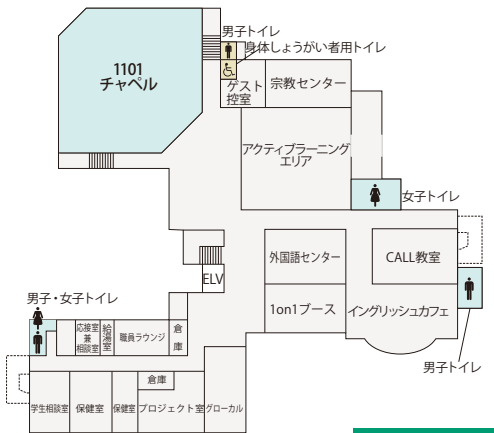 男子トイレ
身体しょうがい者用トイレ
1101
チャペル
ゲスト
控室
宗教センター
アクティブラーニング
エリア
女子トイレ
外国語センター
CALL教室
ELV
1on1ブース
イングリッシュカフェ
男子・女子トイレ
応接室
兼
相談室
給湯室
職員ラウンジ
倉庫
男子トイレ
倉庫
学生相談室
保健室
保健室
プロジェクト室
グローカル